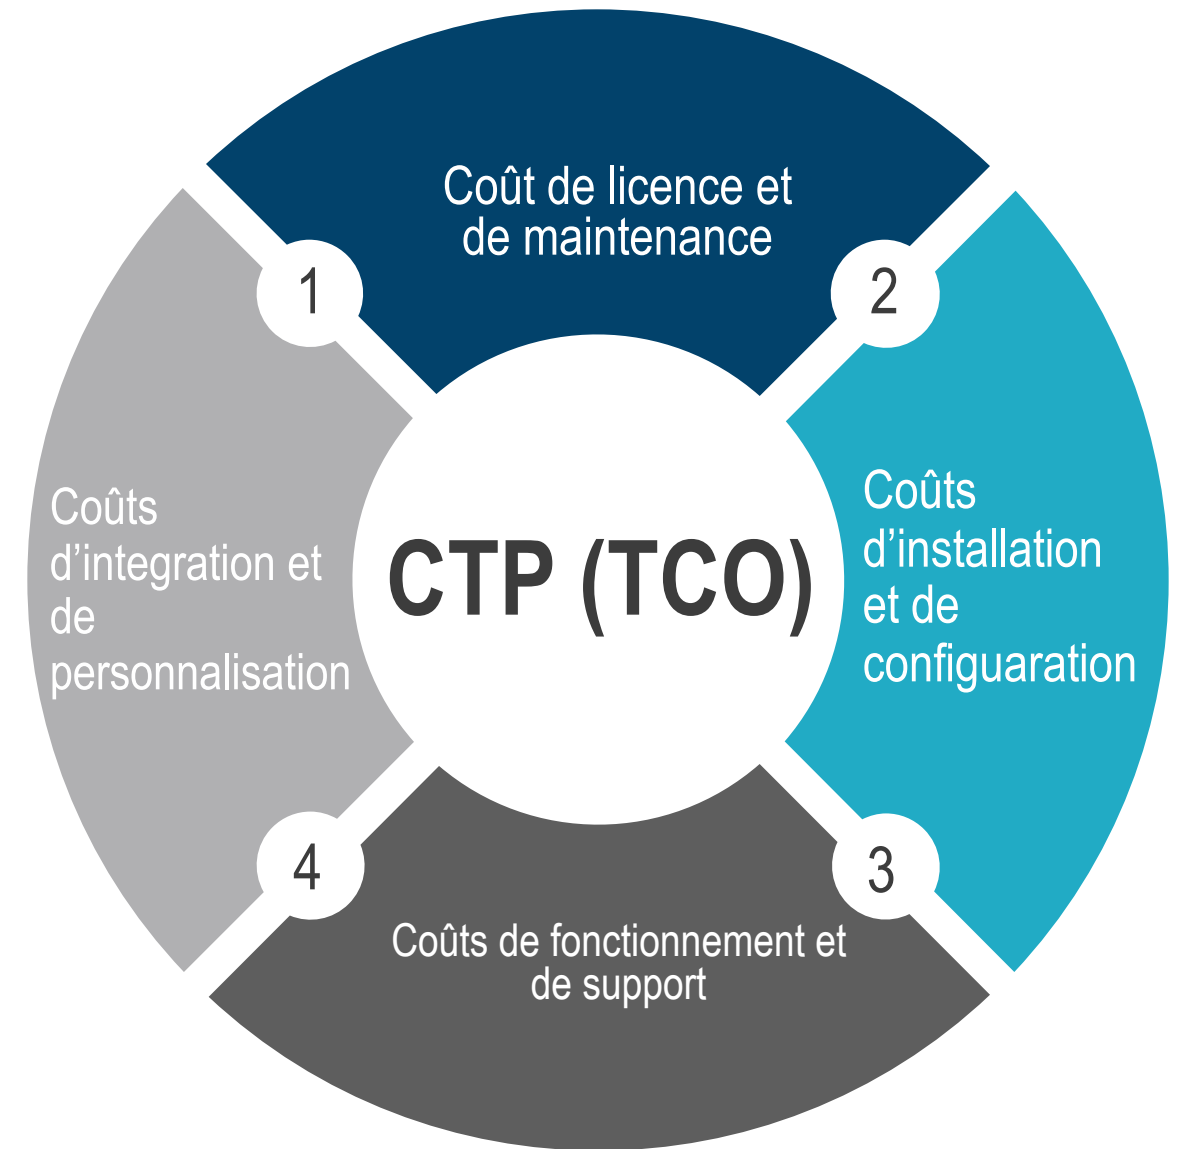 Coût de licence et
de maintenance
1
2
Coûts
d'installation
et de
configuaration
Coûts
d'integration et
de
personnalisation
CTP (TCO)
4
3
Coûts de fonctionnement et
de support